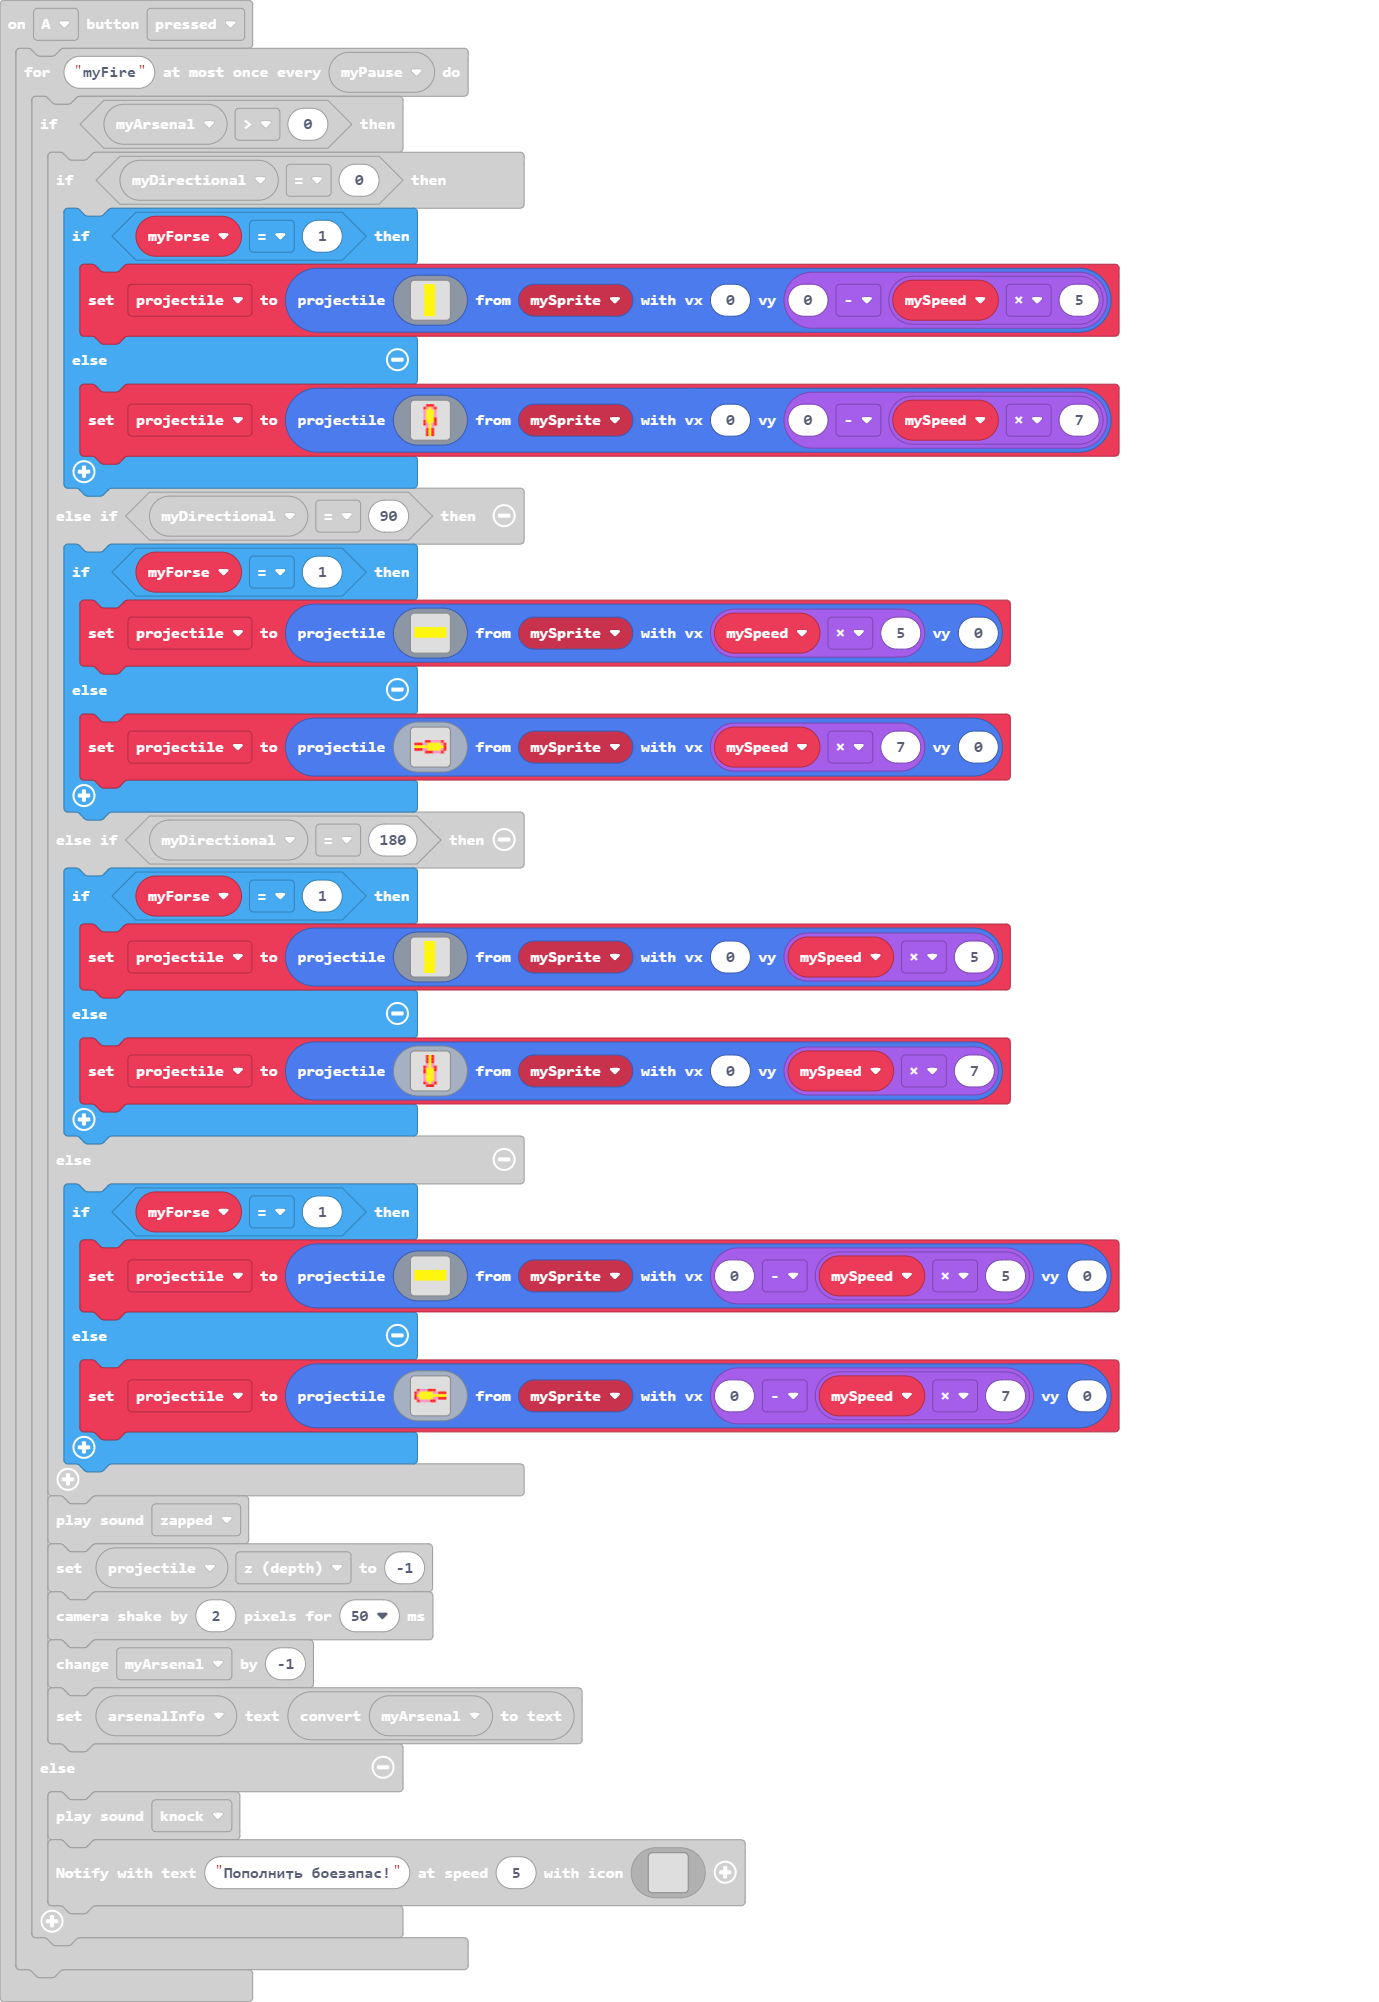 on A button pressed
for "myFire" at most once every myPause do
if myArsenal > 0 then
if myDirectional = 0 then
if myForse = 1 then
set projectile to projectile from mySprite with vx 0 vy 0 - mySpeed × 5
else
set projectile to projectile from mySprite with vx 0 vy 0 - mySpeed × 7
else if myDirectional = 90 then
if myForse = 1 then
set projectile to projectile from mySprite with vx mySpeed × 5 vy 0
else
set projectile to projectile from mySprite with vx mySpeed × 7 vy 0
else if myDirectional = 180 then
if myForse = 1 then
set projectile to projectile from mySprite with vx 0 vy mySpeed × 5
else
set projectile to projectile from mySprite with vx 0 vy mySpeed × 7
else
if myForse = 1 then
set projectile to projectile from mySprite with vx 0 - mySpeed × 5 vy 0
else
set projectile to projectile from mySprite with vx 0 - mySpeed × 7 vy 0
play sound zapped
set projectile z (depth) to -1
camera shake by 2 pixels for 50 ms
change myArsenal by -1
set arsenalInfo text convert myArsenal to text
else
play sound knock
Notify with text "Пополнить боезапас!" at speed 5 with icon